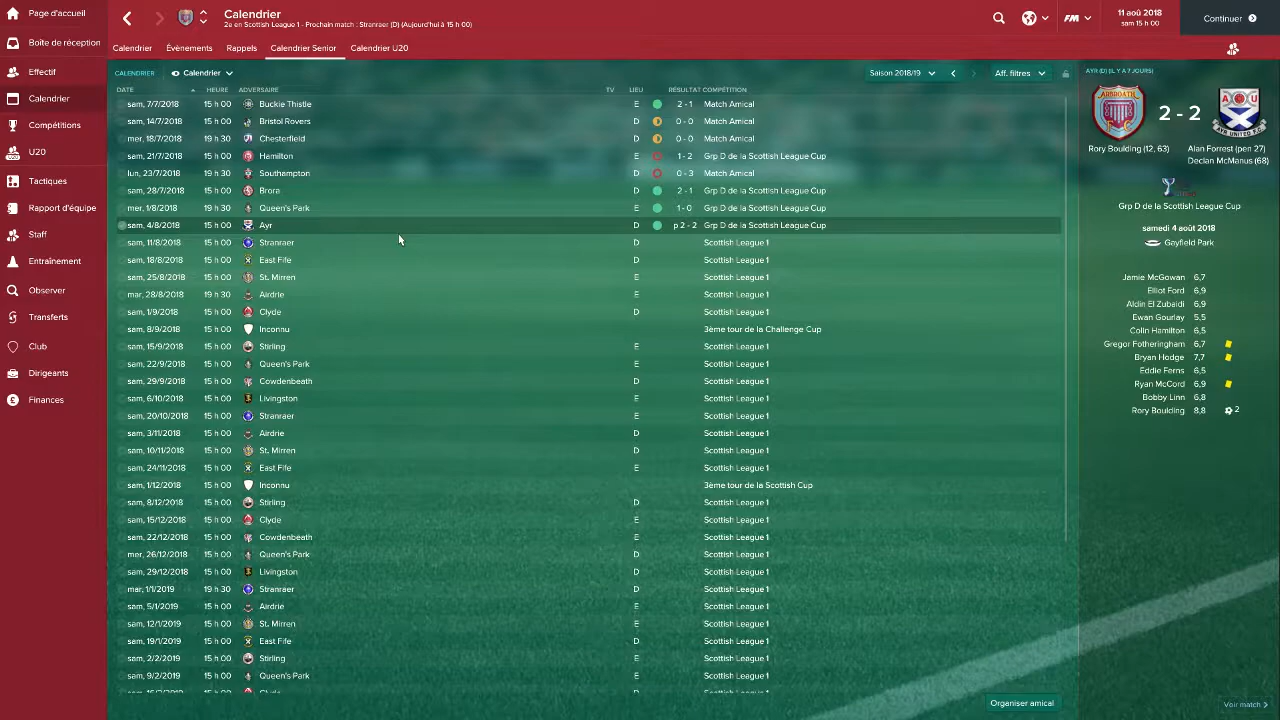 Page d'accueil
Boîte de réception
Effectif
Calendrier
Compétitions
U20
Tactiques
Rapport d'équipe
Staff
Entraînement
Observer
Transferts
Club
Dirigeants
Finances
Calendrier
2e en Scottish League 1 - Prochain match : Stranraer (D) (Aujourd'hui à 15 h 00)
FM
11 août 2018
sam 15 h 00
Continuer
Calendrier Évènements Rappels Calendrier Senior Calendrier U20
CALENDRIER Calendrier Saison 2018/19 Aff. filtres
DATE HEURE ADVERSAIRE TV LIEU RÉSULTAT COMPÉTITION
sam, 7/7/2018 15 h 00 Buckie Thistle E 2 - 1 Match Amical
sam, 14/7/2018 15 h 00 Bristol Rovers D 0 - 0 Match Amical
mer, 18/7/2018 19 h 30 Chesterfield D 0 - 0 Match Amical
sam, 21/7/2018 15 h 00 Hamilton E 1 - 2 Grp D de la Scottish League Cup
lun, 23/7/2018 19 h 30 Southampton D 0 - 3 Match Amical
sam, 28/7/2018 15 h 00 Brora D 2 - 1 Grp D de la Scottish League Cup
mer, 1/8/2018 19 h 30 Queen's Park E 1 - 0 Grp D de la Scottish League Cup
sam, 4/8/2018 15 h 00 Ayr D p 2 - 2 Grp D de la Scottish League Cup
sam, 11/8/2018 15 h 00 Stranraer D Scottish League 1
sam, 18/8/2018 15 h 00 East Fife D Scottish League 1
sam, 25/8/2018 15 h 00 St. Mirren E Scottish League 1
mar, 28/8/2018 19 h 30 Airdrie E Scottish League 1
sam, 1/9/2018 15 h 00 Clyde D Scottish League 1
sam, 8/9/2018 15 h 00 Inconnu 3ème tour de la Challenge Cup
sam, 15/9/2018 15 h 00 Stirling E Scottish League 1
sam, 22/9/2018 15 h 00 Queen's Park E Scottish League 1
sam, 29/9/2018 15 h 00 Cowdenbeath D Scottish League 1
sam, 6/10/2018 15 h 00 Livingston E Scottish League 1
sam, 20/10/2018 15 h 00 Stranraer E Scottish League 1
sam, 3/11/2018 15 h 00 Airdrie D Scottish League 1
sam, 10/11/2018 15 h 00 St. Mirren D Scottish League 1
sam, 24/11/2018 15 h 00 East Fife E Scottish League 1
sam, 1/12/2018 15 h 00 Inconnu 3ème tour de la Scottish Cup
sam, 8/12/2018 15 h 00 Stirling D Scottish League 1
sam, 15/12/2018 15 h 00 Clyde E Scottish League 1
sam, 22/12/2018 15 h 00 Cowdenbeath E Scottish League 1
mer, 26/12/2018 15 h 00 Queen's Park D Scottish League 1
sam, 29/12/2018 15 h 00 Livingston D Scottish League 1
mar, 1/1/2019 19 h 30 Stranraer D Scottish League 1
sam, 5/1/2019 15 h 00 Airdrie E Scottish League 1
sam, 12/1/2019 15 h 00 St. Mirren E Scottish League 1
sam, 19/1/2019 15 h 00 East Fife D Scottish League 1
sam, 2/2/2019 15 h 00 Stirling E Scottish League 1
sam, 9/2/2019 15 h 00 Queen's Park E Scottish League 1
Organiser amical
AYR (D) (IL Y A 7 JOURS)
ARBROATH
2 - 2
A U
AYR UNITED F.C.
Rory Boulding (12, 63) Alan Forrest (pen 27)
Declan McManus (68)
Grp D de la Scottish League Cup
samedi 4 août 2018
Gayfield Park
Jamie McGowan 6,7
Elliot Ford 6,9
Aldin El Zubaidi 6,9
Ewan Gourlay 5,5
Colin Hamilton 6,5
Gregor Fotheringham 6,7
Bryan Hodge 7,7
Eddie Ferns 6,5
Ryan McCord 6,9
Bobby Linn 6,8
Rory Boulding 8,8 2
Voir match